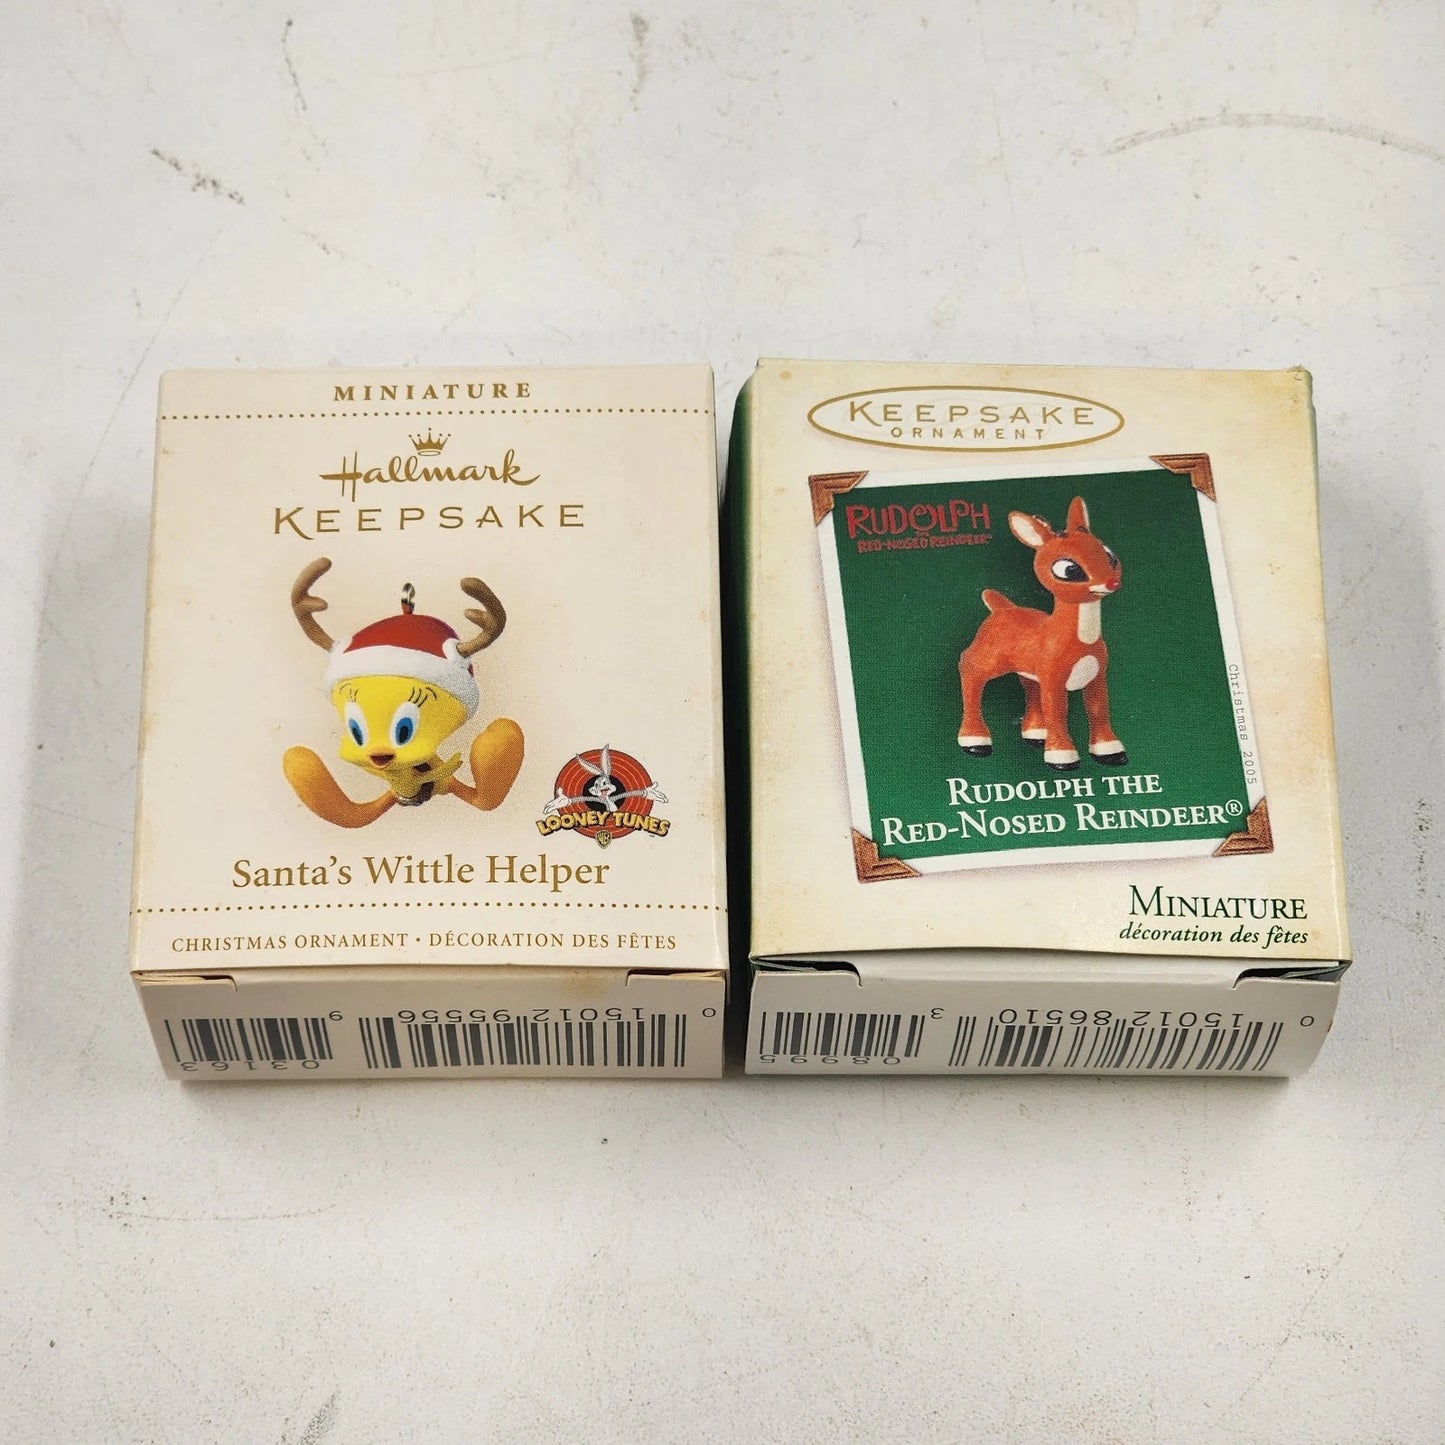 MINIATURE
Hallmark
KEEPSAKE
LOONEY TUNES
WB
Santa's Wittle Helper
CHRISTMAS ORNAMENT · DÉCORATION DES FÊTES
0 15012 95556 9 03163
KEEPSAKE
ORNAMENT
RUDOLPH
THE
RED-NOSED REINDEER®
Christmas 2005
RUDOLPH THE
RED-NOSED REINDEER®
MINIATURE
décoration des fêtes
0 15012 86510 3 08995